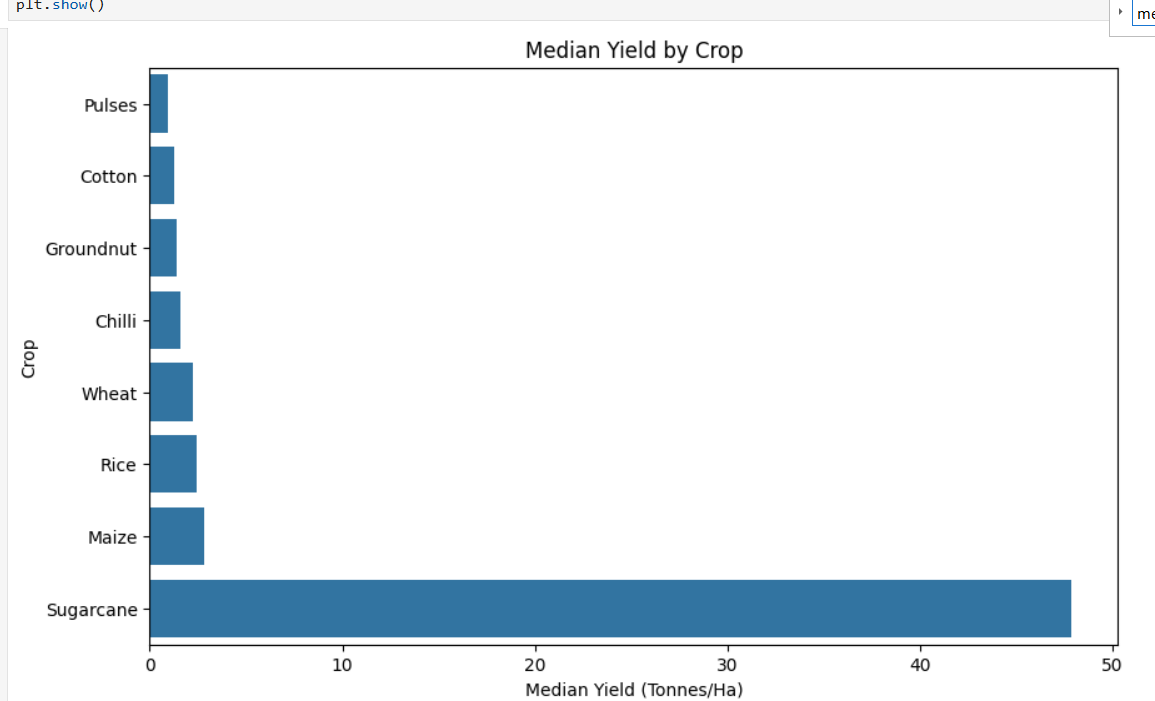 plt.show()
me
Median Yield by Crop
Pulses
Cotton
Groundnut
Chilli
Wheat
Rice
Maize
Sugarcane
Crop
0 10 20 30 40 50
Median Yield (Tonnes/Ha)